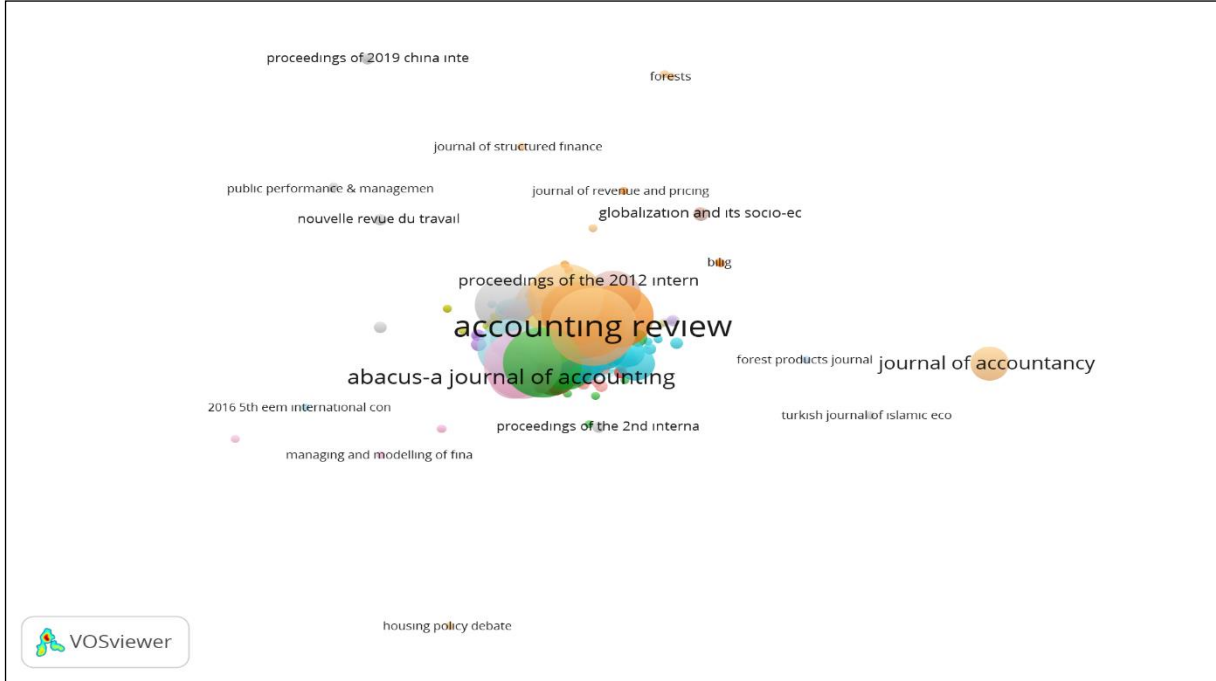 proceedings of 2019 china inte
forests
journal of structured finance
public performance & managemen
journal of revenue and pricing
nouvelle revue du travail
globalization and its socio-ec
bilig
proceedings of the 2012 intern
accounting review
forest products journal
journal of accountancy
abacus-a journal of accounting
2016 5th eem international con
turkish journal of islamic eco
proceedings of the 2nd interna
managing and modelling of fina
housing policy debate
VOSviewer